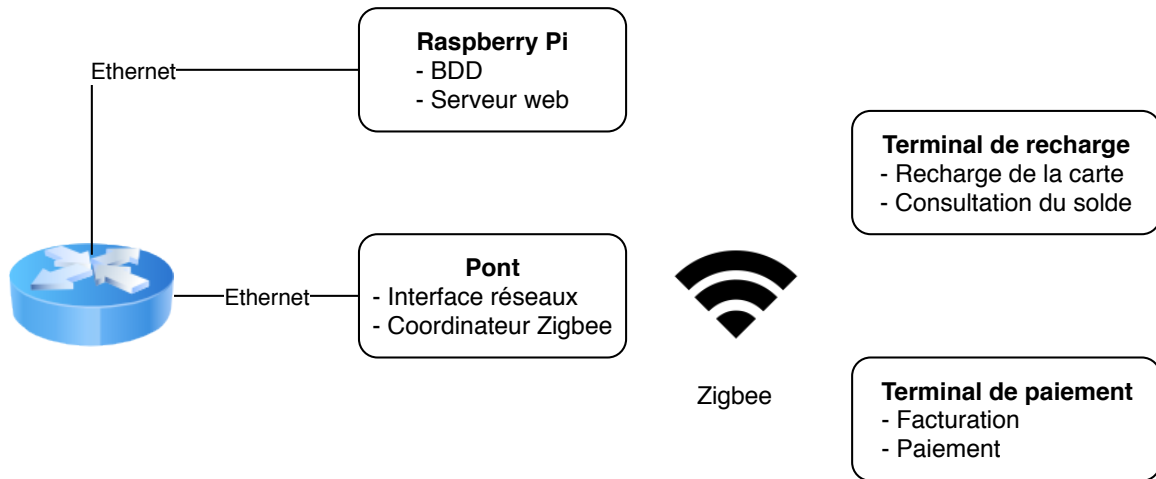 Raspberry Pi
- BDD
- Serveur web
Ethernet
Terminal de recharge
- Recharge de la carte
- Consultation du solde
Pont
- Interface réseaux
- Coordinateur Zigbee
Ethernet
Zigbee
Terminal de paiement
- Facturation
- Paiement